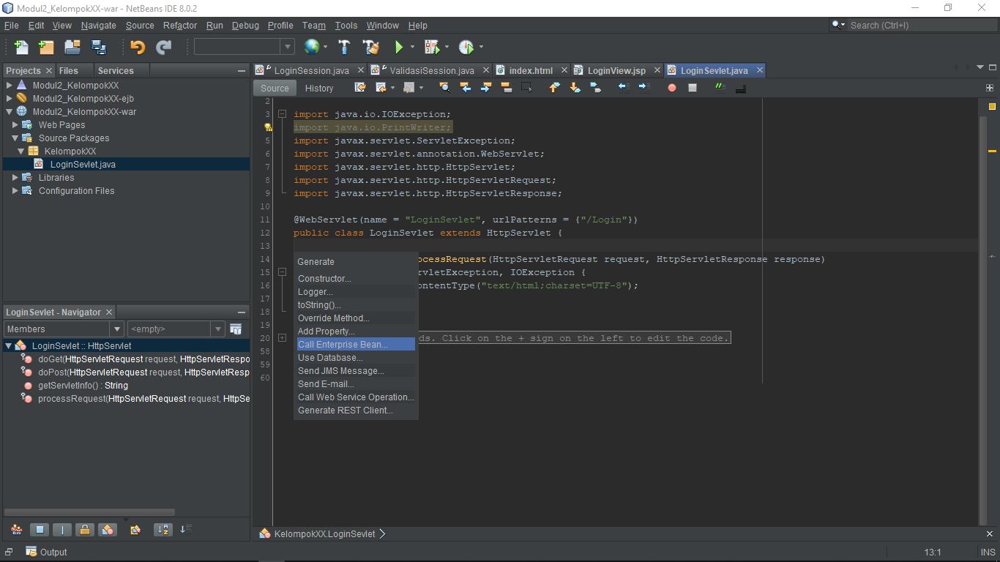 Modul2_KelompokXX-war - NetBeans IDE 8.0.2
File Edit View Navigate Source Refactor Run Debug Profile Team Tools Window Help
Search (Ctrl+I)
Projects Files Services
Modul2_KelompokXX
Modul2_KelompokXX-ejb
Modul2_KelompokXX-war
Web Pages
Source Packages
KelompokXX
LoginSevlet.java
Libraries
Configuration Files
LoginSevlet - Navigator
Members <empty>
LoginSevlet :: HttpServlet
doGet(HttpServletRequest request, HttpServletRespo
doPost(HttpServletRequest request, HttpServletResp
getServletInfo() : String
processRequest(HttpServletRequest request, HttpSe
LoginSession.java ValidasiSession.java index.html LoginView.jsp LoginSevlet.java
Source History
2
3 import java.io.IOException;
import java.io.PrintWriter;
5 import javax.servlet.ServletException;
6 import javax.servlet.annotation.WebServlet;
7 import javax.servlet.http.HttpServlet;
8 import javax.servlet.http.HttpServletRequest;
9 import javax.servlet.http.HttpServletResponse;
10
11 @WebServlet(name = "LoginSevlet", urlPatterns = {"/Login"})
12 public class LoginSevlet extends HttpServlet {
13
14 ocessRequest(HttpServletRequest request, HttpServletResponse response)
15 rvletException, IOException {
16 ontentType("text/html;charset=UTF-8");
17
18
19
20 ds. Click on the + sign on the left to edit the code.
58
59
60
Generate
Constructor...
Logger...
toString()...
Override Method...
Add Property...
Call Enterprise Bean...
Use Database...
Send JMS Message...
Send E-mail...
Call Web Service Operation...
Generate REST Client...
KelompokXX.LoginSevlet
Output
13:1 INS